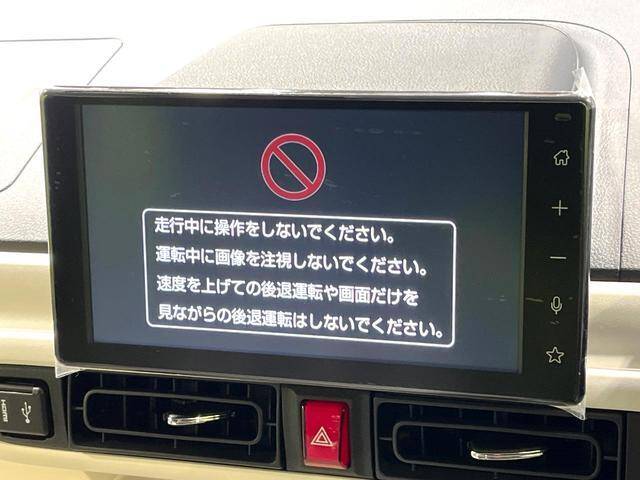 走行中に操作をしないでください。
運転中に画像を注視しないでください。
速度を上げての後退運転や画面だけを
見ながらの後退運転はしないでください。
HDMI